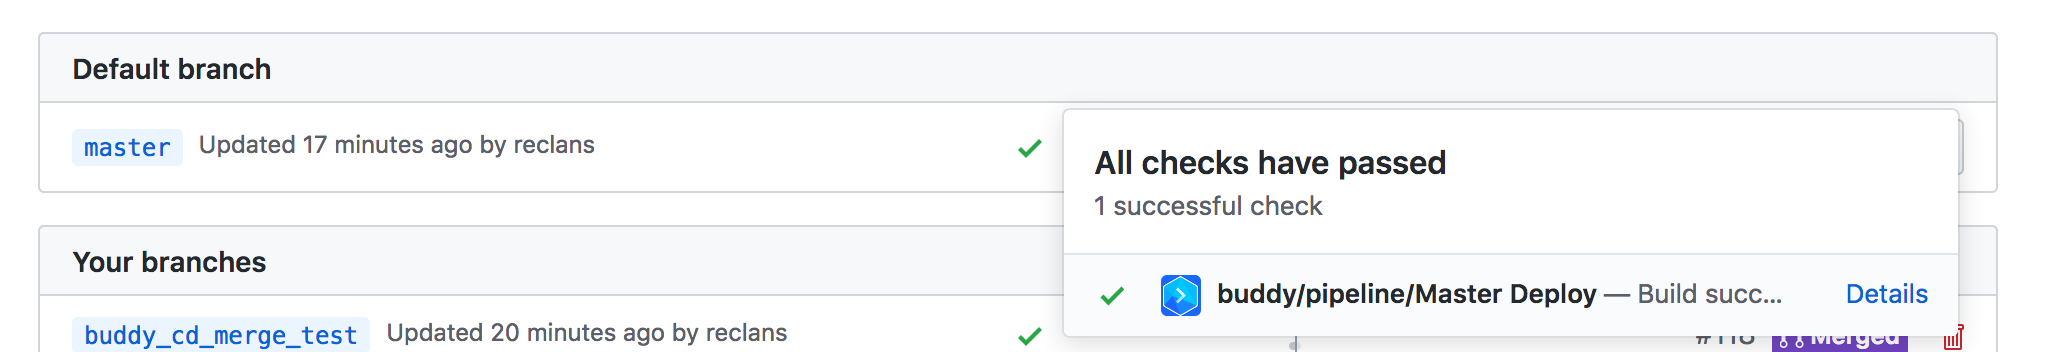 Default branch
master Updated 17 minutes ago by reclans
All checks have passed
1 successful check
buddy/pipeline/Master Deploy — Build succ... Details
Your branches
buddy_cd_merge_test Updated 20 minutes ago by reclans
Merged